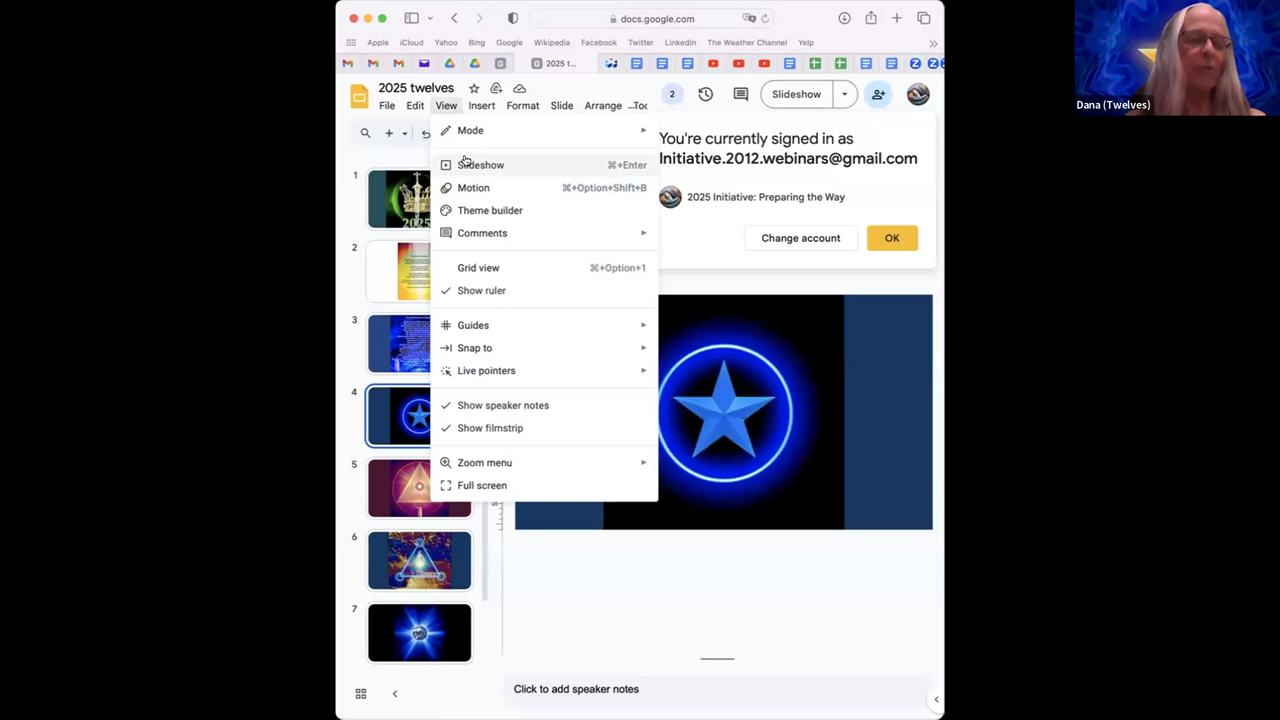 docs.google.com
Apple iCloud Yahoo Bing Google Wikipedia Facebook Twitter LinkedIn The Weather Channel Yelp
2025 t...
2025 twelves
File Edit View Insert Format Slide Arrange ...Toc
2
Slideshow
Dana (Twelves)
Mode
Slideshow ⌘+Enter
Motion ⌘+Option+Shift+B
Theme builder
Comments
Grid view ⌘+Option+1
Show ruler
Guides
Snap to
Live pointers
Show speaker notes
Show filmstrip
Zoom menu
Full screen
You're currently signed in as
Initiative.2012.webinars@gmail.com
2025 Initiative: Preparing the Way
Change account OK
1
2025
2
3
4
5
6
7
Click to add speaker notes